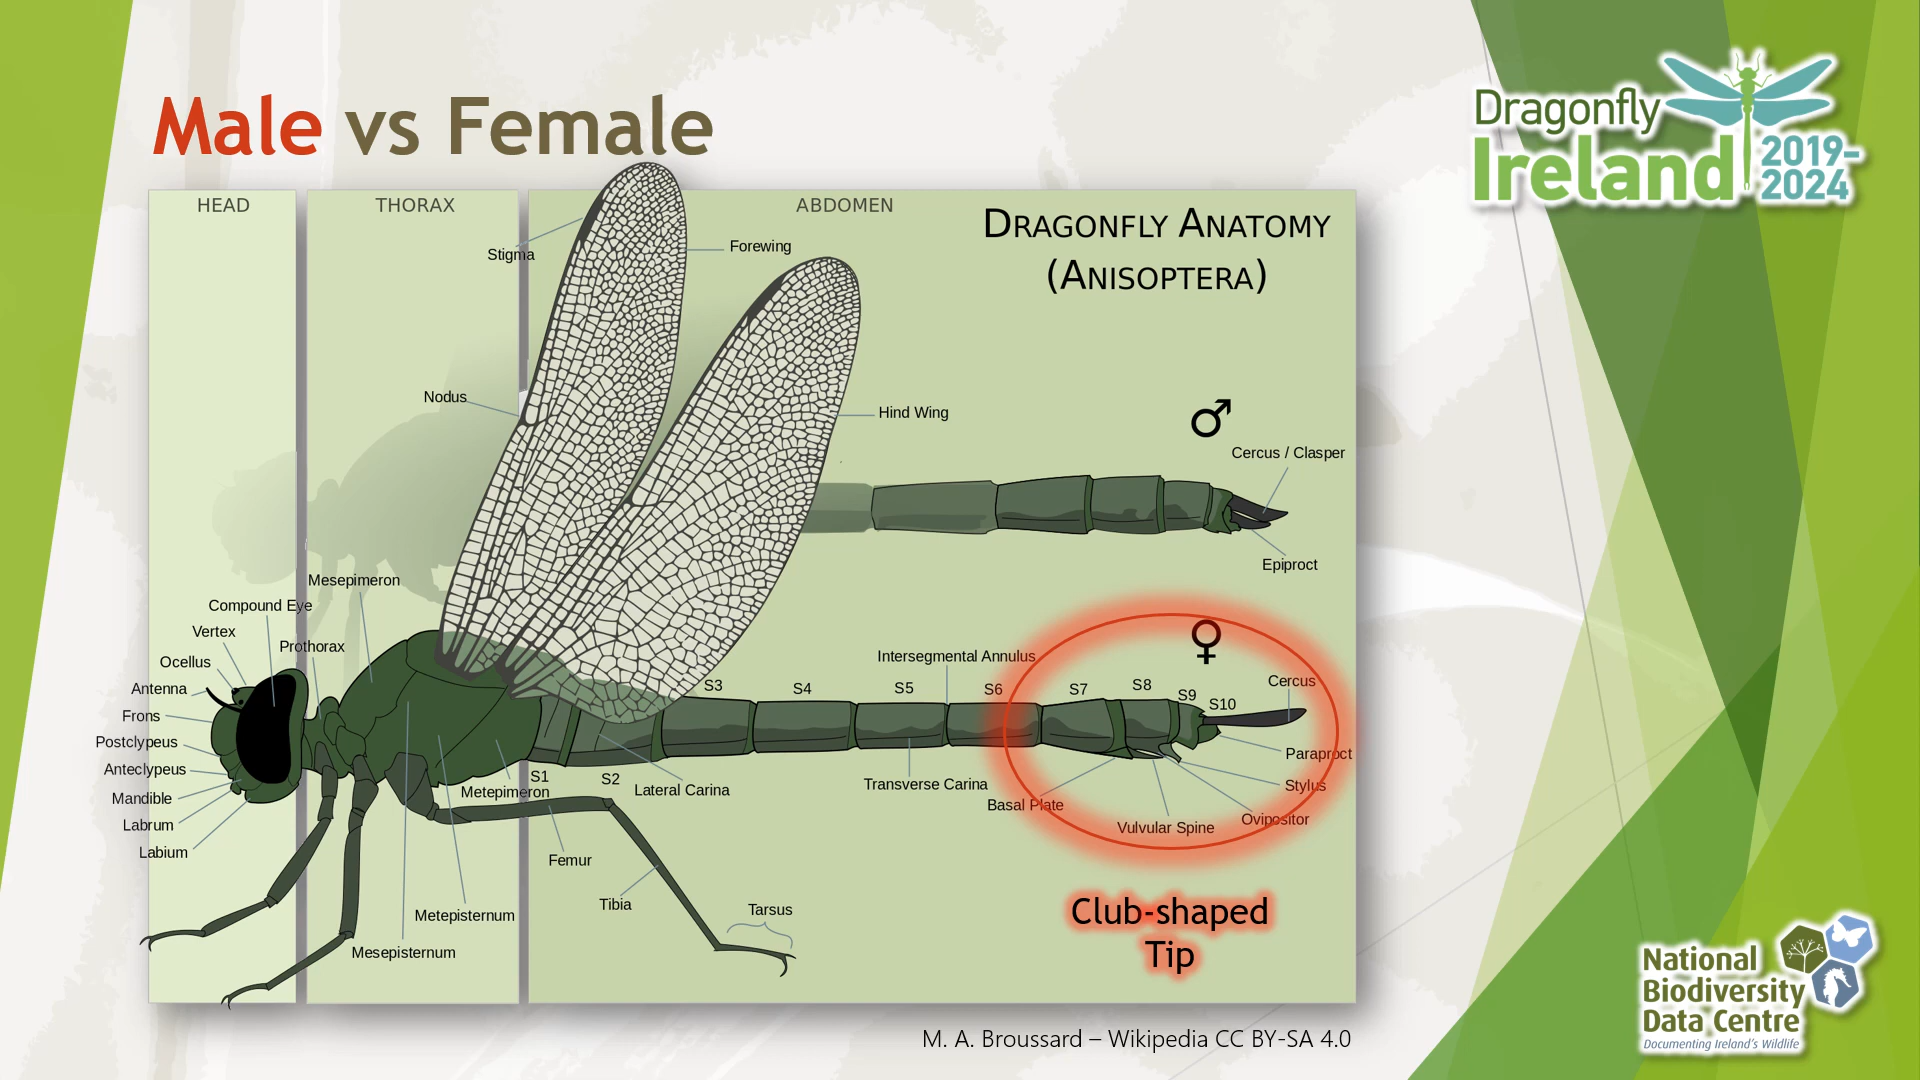 Male vs Female
Dragonfly
Ireland
2019-
2024
HEAD
THORAX
ABDOMEN
DRAGONFLY ANATOMY
(ANISOPTERA)
Stigma
Forewing
Nodus
Hind Wing
♂
Cercus / Clasper
Epiproct
Mesepimeron
Compound Eye
Vertex
Prothorax
Ocellus
Antenna
Frons
Postclypeus
Anteclypeus
Mandible
Labrum
Labium
♀
Intersegmental Annulus
S3
S4
S5
S6
S7
S8
S9
S10
Cercus
Paraproct
Stylus
Ovipositor
Vulvular Spine
Basal Plate
Transverse Carina
Lateral Carina
S1
S2
Metepimeron
Femur
Tibia
Tarsus
Metepisternum
Mesepisternum
Club-shaped
Tip
M. A. Broussard – Wikipedia CC BY-SA 4.0
National
Biodiversity
Data Centre
Documenting Ireland's Wildlife